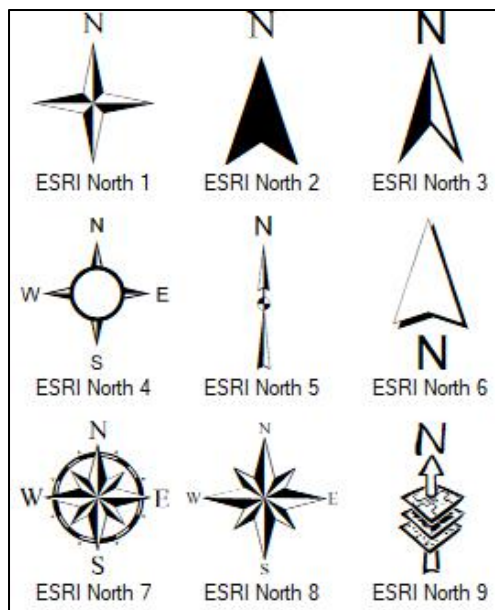 N N N
ESRI North 1 ESRI North 2 ESRI North 3
N N
W E
S N
ESRI North 4 ESRI North 5 ESRI North 6
N N N
W E W E
S S
ESRI North 7 ESRI North 8 ESRI North 9